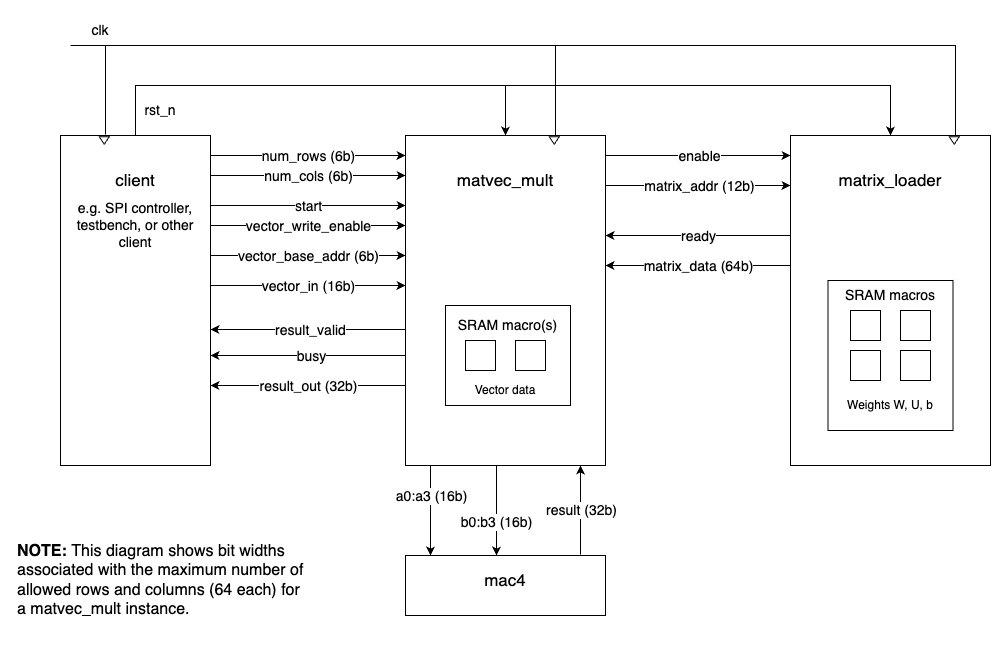 clk
rst_n
client
e.g. SPI controller,
testbench, or other
client
num_rows (6b)
num_cols (6b)
start
vector_write_enable
vector_base_addr (6b)
vector_in (16b)
result_valid
busy
result_out (32b)
matvec_mult
SRAM macro(s)
Vector data
enable
matrix_addr (12b)
ready
matrix_data (64b)
matrix_loader
SRAM macros
Weights W, U, b
a0:a3 (16b)
b0:b3 (16b)
result (32b)
mac4
NOTE: This diagram shows bit widths
associated with the maximum number of
allowed rows and columns (64 each) for
a matvec_mult instance.